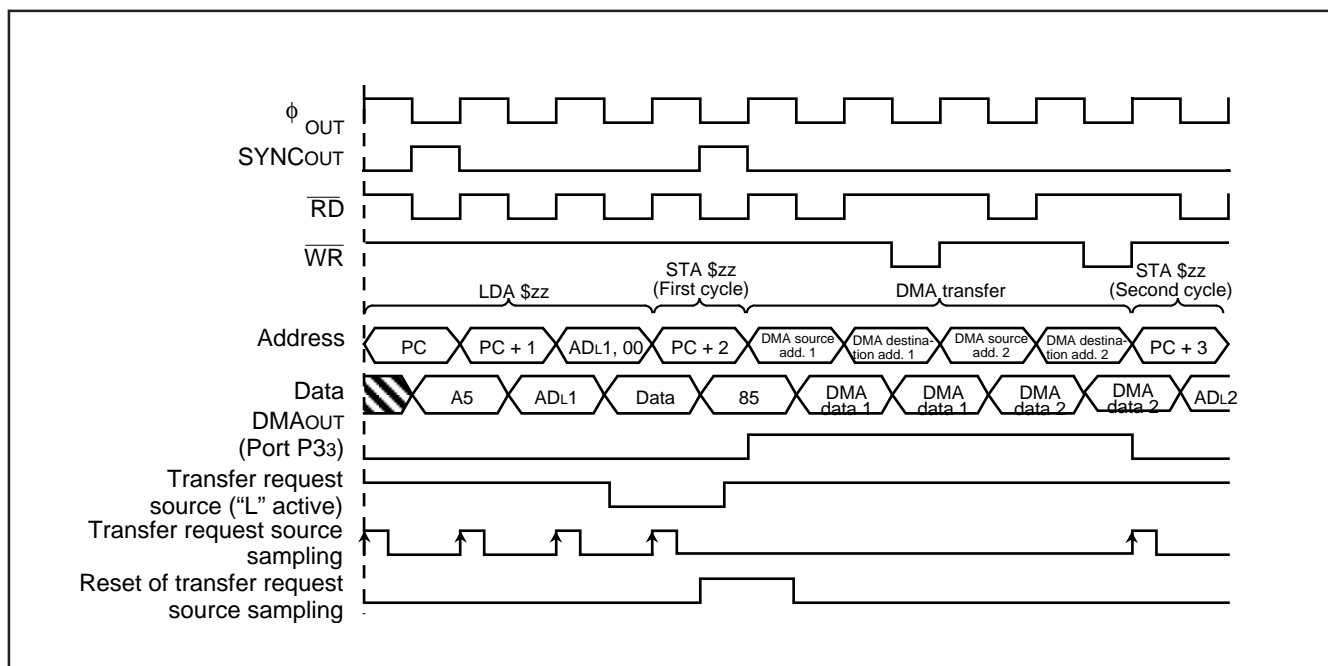 ϕ OUT
SYNCOUT
RD
WR
LDA $zz
STA $zz
(First cycle)
DMA transfer
STA $zz
(Second cycle)
Address
PC
PC + 1
ADL1, 00
PC + 2
DMA source
add. 1
DMA destina-
tion add. 1
DMA source
add. 2
DMA destina-
tion add. 2
PC + 3
Data
A5
ADL1
Data
85
DMA
data 1
DMA
data 1
DMA
data 2
DMA
data 2
ADL2
DMAOUT
(Port P33)
Transfer request
source (“L” active)
Transfer request source
sampling
Reset of transfer request
source sampling